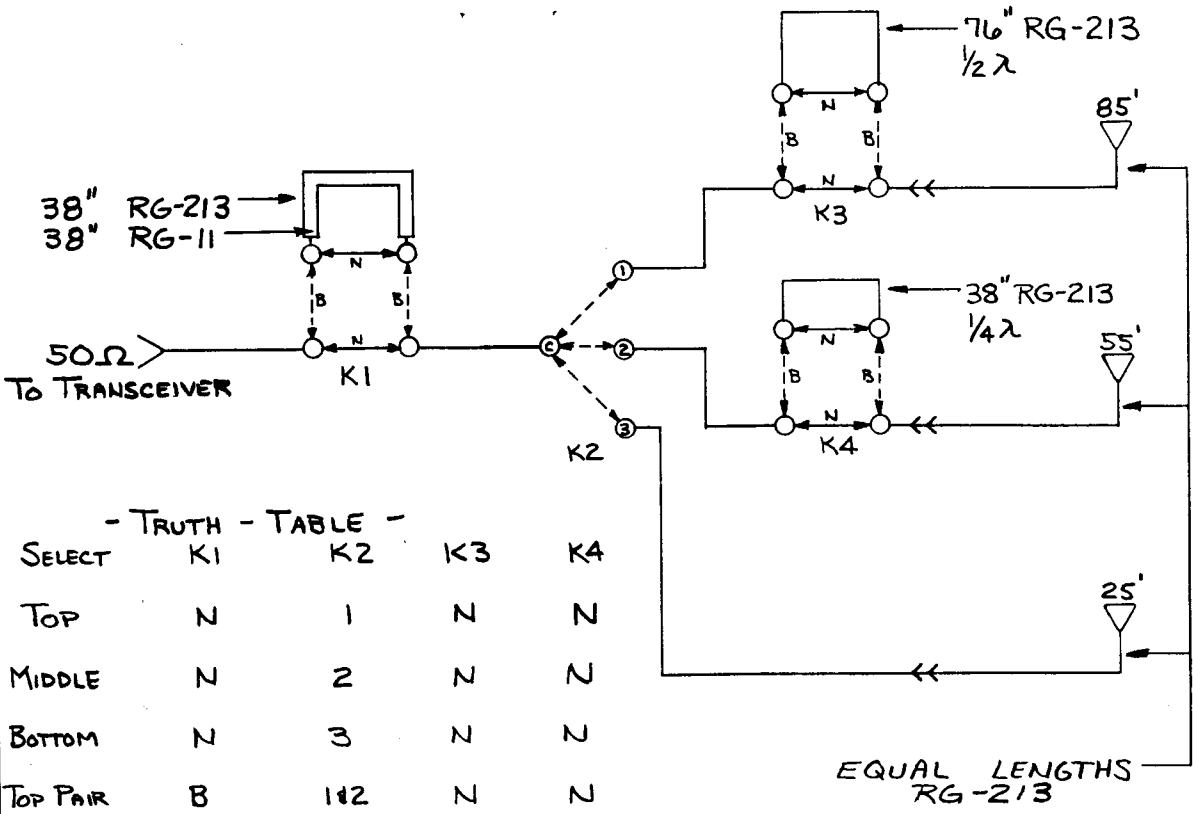 76" RG-213
1/2 λ
85'
N
B
B
N
K3
38" RG-213
38" RG-11
N
B
B
N
K1
50Ω
TO TRANSCEIVER
C
1
2
3
K2
38" RG-213
1/4 λ
55'
N
B
B
N
K4
25'
EQUAL LENGTHS
RG-213
- TRUTH - TABLE -
SELECT K1 K2 K3 K4
TOP N 1 N N
MIDDLE N 2 N N
BOTTOM N 3 N N
TOP PAIR B 1&2 N N